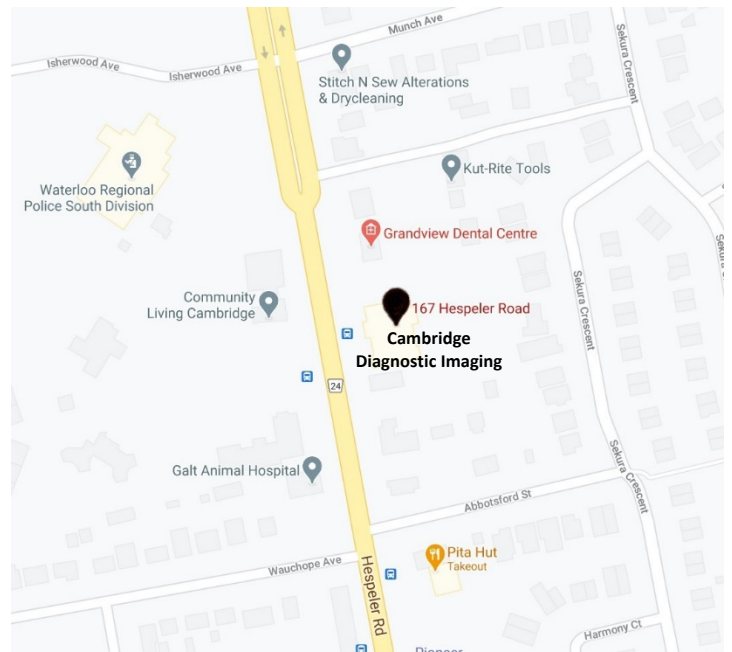 Munch Ave
Isherwood Ave
Isherwood Ave
Stitch N Sew Alterations
& Drycleaning
Sekura Crescent
Kut-Rite Tools
Waterloo Regional
Police South Division
Grandview Dental Centre
Community
Living Cambridge
167 Hespeler Road
Cambridge
Diagnostic Imaging
Sekura Crescent
Sekura
24
Galt Animal Hospital
Sekura Crescent
Abbotsford St
Wauchope Ave
Hespeler Rd
Pita Hut
Takeout
Harmony Ct
Pioneer